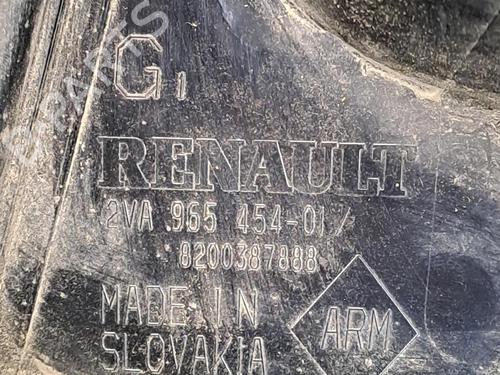 G1
RENAULT
2VA 965 454-01/
8200387888
MADE IN
SLOVAKIA
ARM